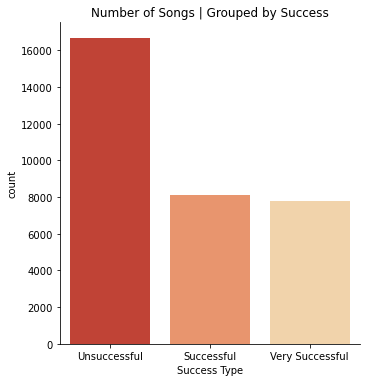 Number of Songs | Grouped by Success
16000
14000
12000
10000
8000
6000
4000
2000
0
count
Unsuccessful
Successful
Very Successful
Success Type